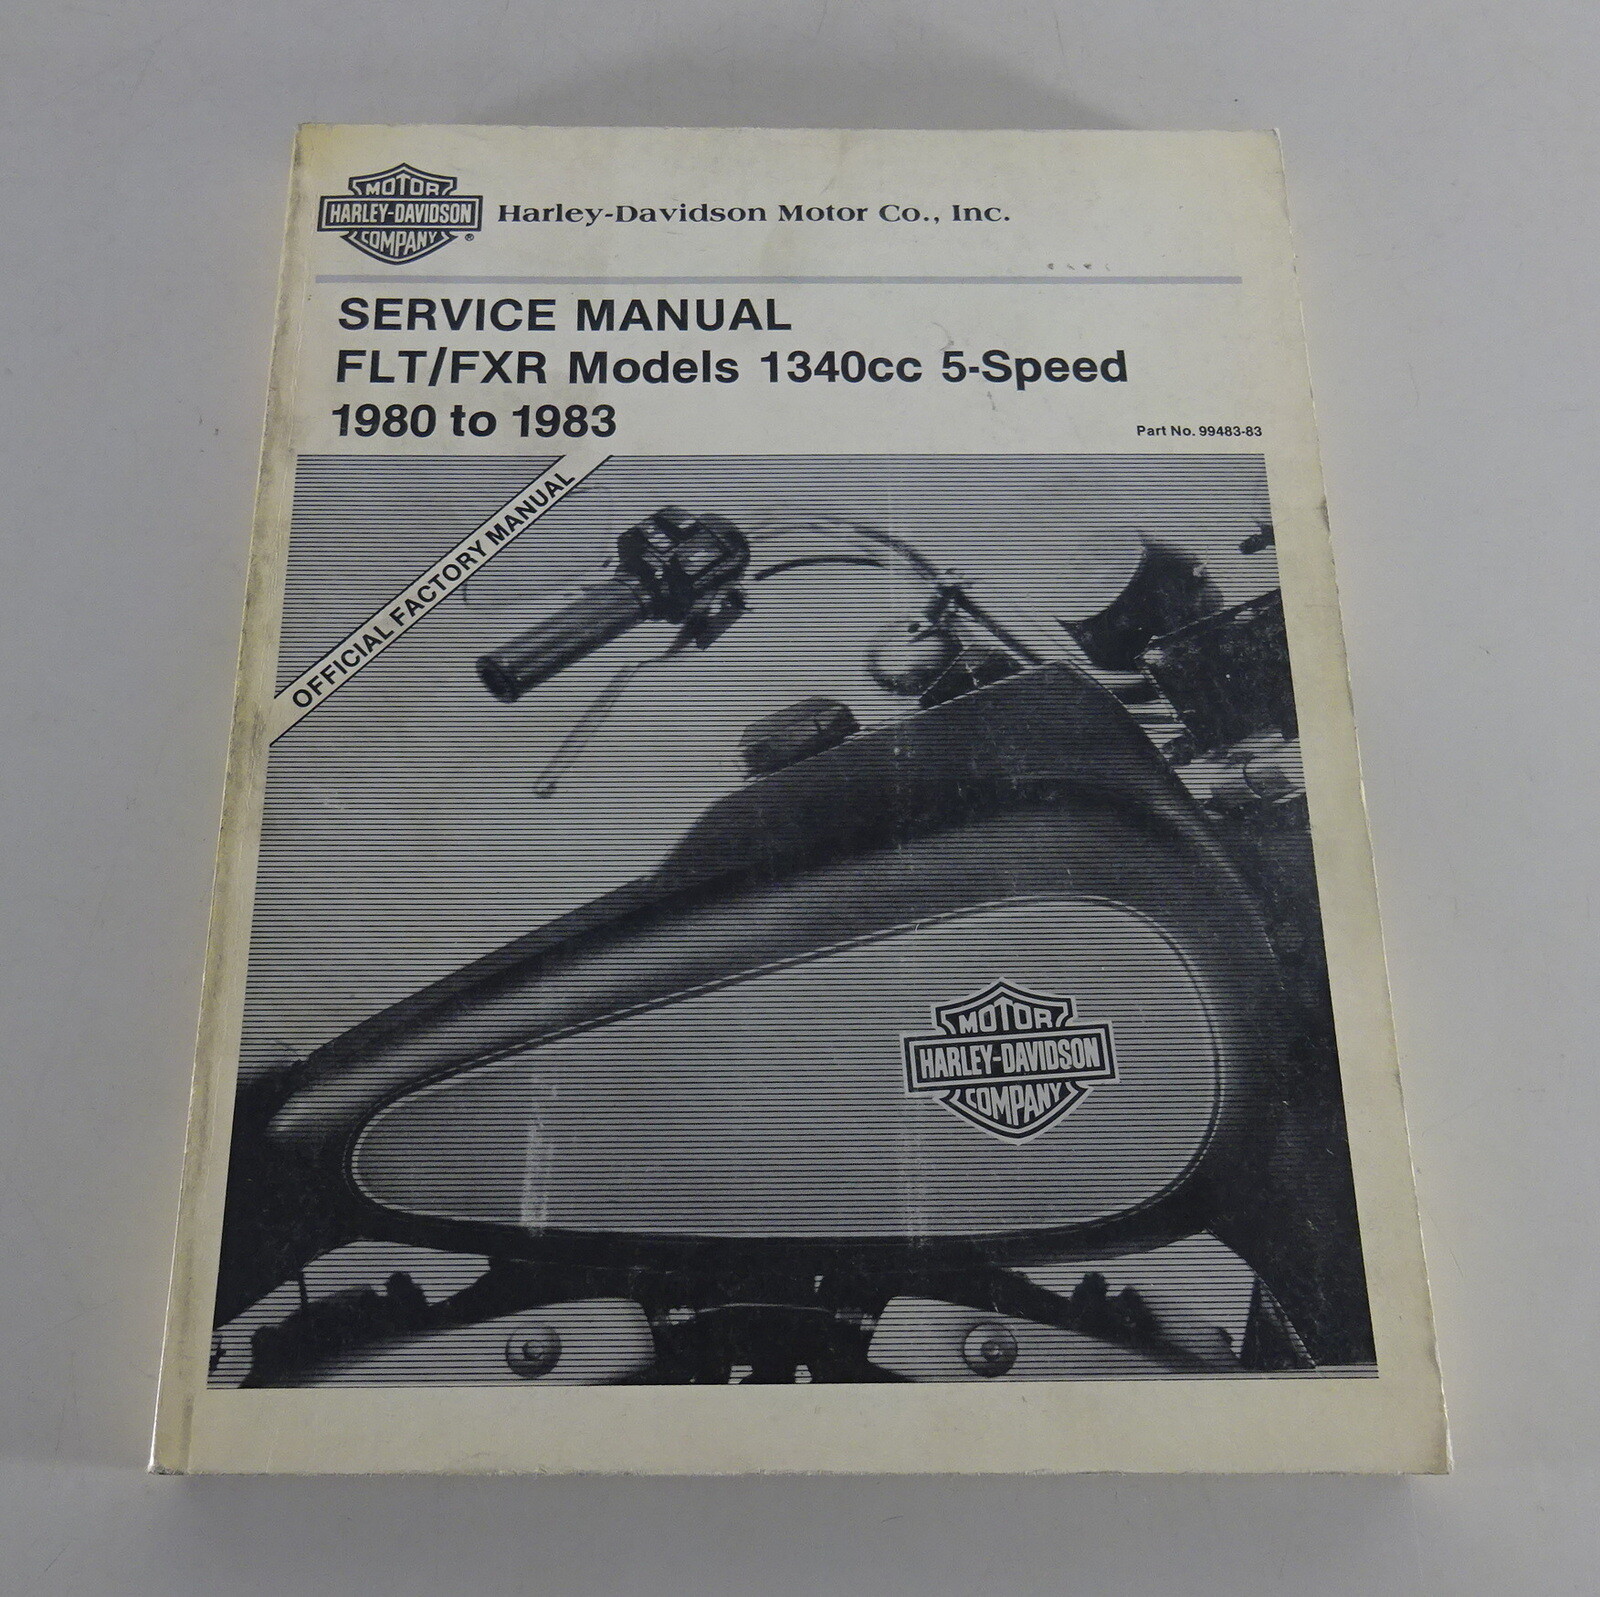 MOTOR
HARLEY-DAVIDSON
COMPANY
®
Harley-Davidson Motor Co., Inc.
SERVICE MANUAL
FLT/FXR Models 1340cc 5-Speed
1980 to 1983
Part No. 99483-83
OFFICIAL FACTORY MANUAL
MOTOR
HARLEY-DAVIDSON
COMPANY